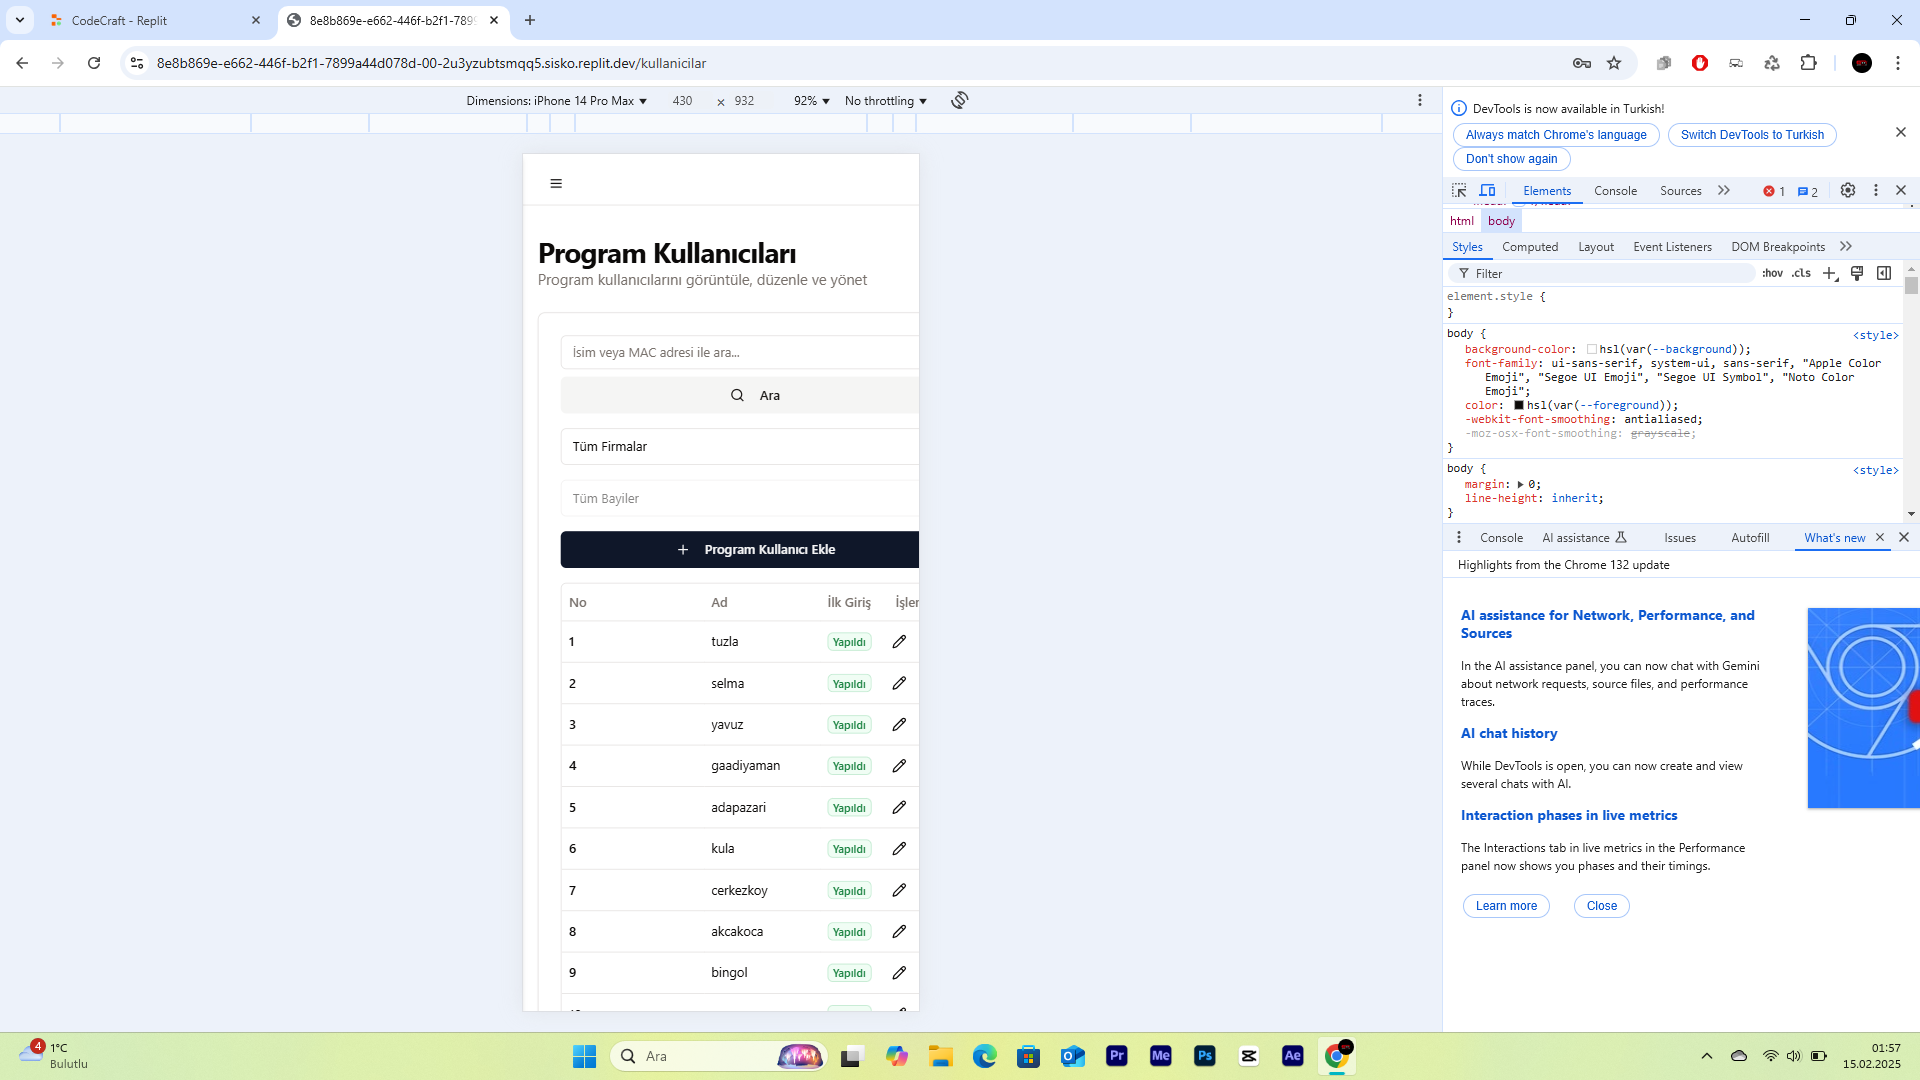 CodeCraft - Replit
8e8b869e-e662-446f-b2f1-789
8e8b869e-e662-446f-b2f1-7899a44d078d-00-2u3yzubtsmqq5.sisko.replit.dev/kullanicilar
Dimensions: iPhone 14 Pro Max
430
×
932
92%
No throttling
Program Kullanıcıları
Program kullanıcılarını görüntüle, düzenle ve yönet
İsim veya MAC adresi ile ara...
Ara
Tüm Firmalar
Tüm Bayiler
Program Kullanıcı Ekle
No Ad İlk Giriş İşler
1 tuzla Yapıldı
2 selma Yapıldı
3 yavuz Yapıldı
4 gaadiyaman Yapıldı
5 adapazari Yapıldı
6 kula Yapıldı
7 cerkezkoy Yapıldı
8 akcakoca Yapıldı
9 bingol Yapıldı
DevTools is now available in Turkish!
Always match Chrome's language
Switch DevTools to Turkish
Don't show again
Elements Console Sources 1 2
html body
Styles Computed Layout Event Listeners DOM Breakpoints
Filter :hov .cls
element.style {
}
body { <style>
background-color: hsl(var(--background));
font-family: ui-sans-serif, system-ui, sans-serif, "Apple Color
Emoji", "Segoe UI Emoji", "Segoe UI Symbol", "Noto Color
Emoji";
color: hsl(var(--foreground));
-webkit-font-smoothing: antialiased;
-moz-osx-font-smoothing: grayscale;
}
body { <style>
margin: 0;
line-height: inherit;
}
Console AI assistance Issues Autofill What's new
Highlights from the Chrome 132 update
AI assistance for Network, Performance, and
Sources
In the AI assistance panel, you can now chat with Gemini
about network requests, source files, and performance
traces.
AI chat history
While DevTools is open, you can now create and view
several chats with AI.
Interaction phases in live metrics
The Interactions tab in live metrics in the Performance
panel now shows you phases and their timings.
Learn more
Close
4
1°C
Bulutlu
Ara
Pr
Me
Ps
Ae
01:57
15.02.2025